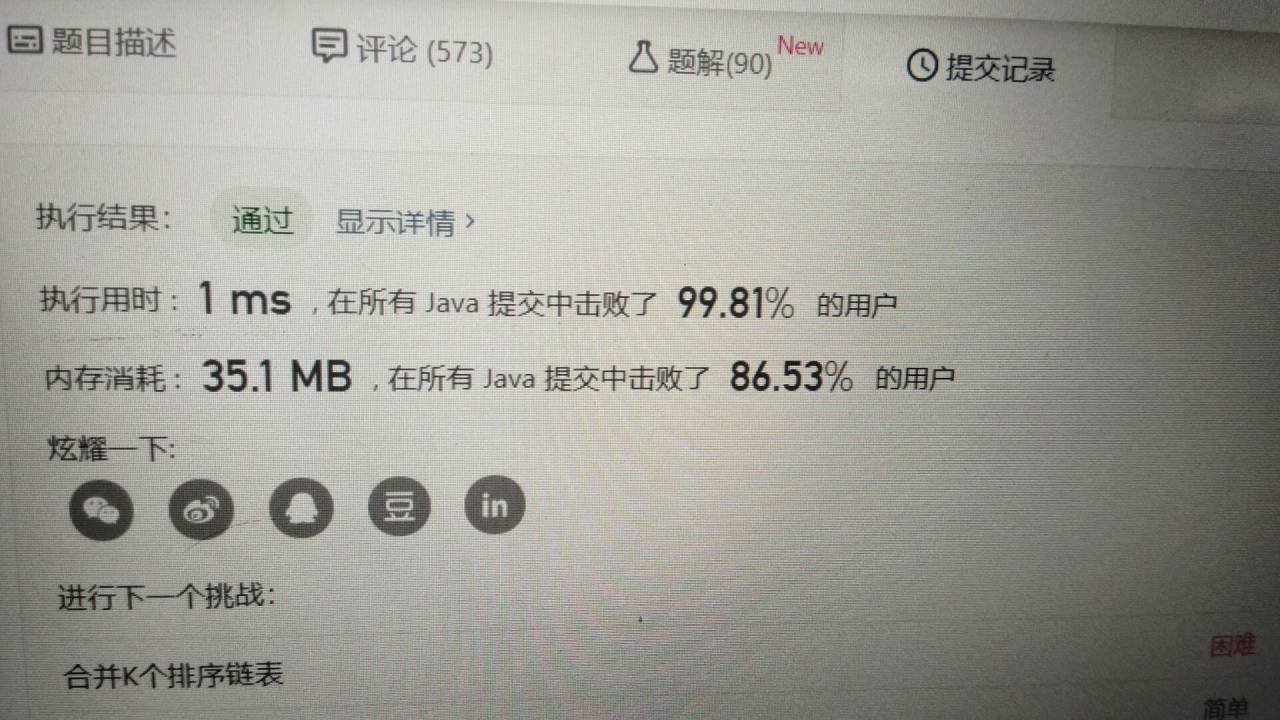 题目描述 评论 (573) 题解(90) New 提交记录
执行结果： 通过 显示详情 ›
执行用时 : 1 ms , 在所有 Java 提交中击败了 99.81% 的用户
内存消耗 : 35.1 MB , 在所有 Java 提交中击败了 86.53% 的用户
炫耀一下:
豆 in
进行下一个挑战：
合并K个排序链表 困难
简单